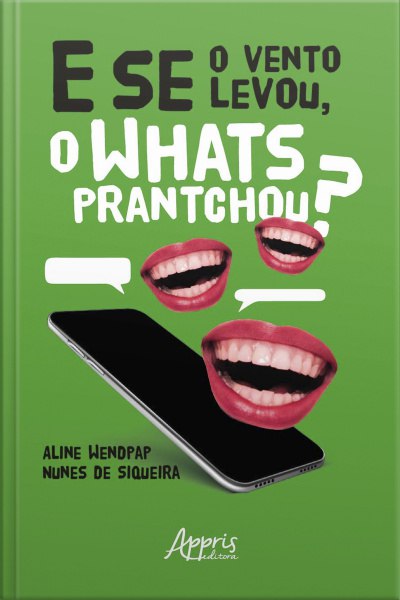 E SE O VENTO
LEVOU,
O WHATS
PRANTCHOU?
ALINE WENDPAP
NUNES DE SIQUEIRA
Appris
editora